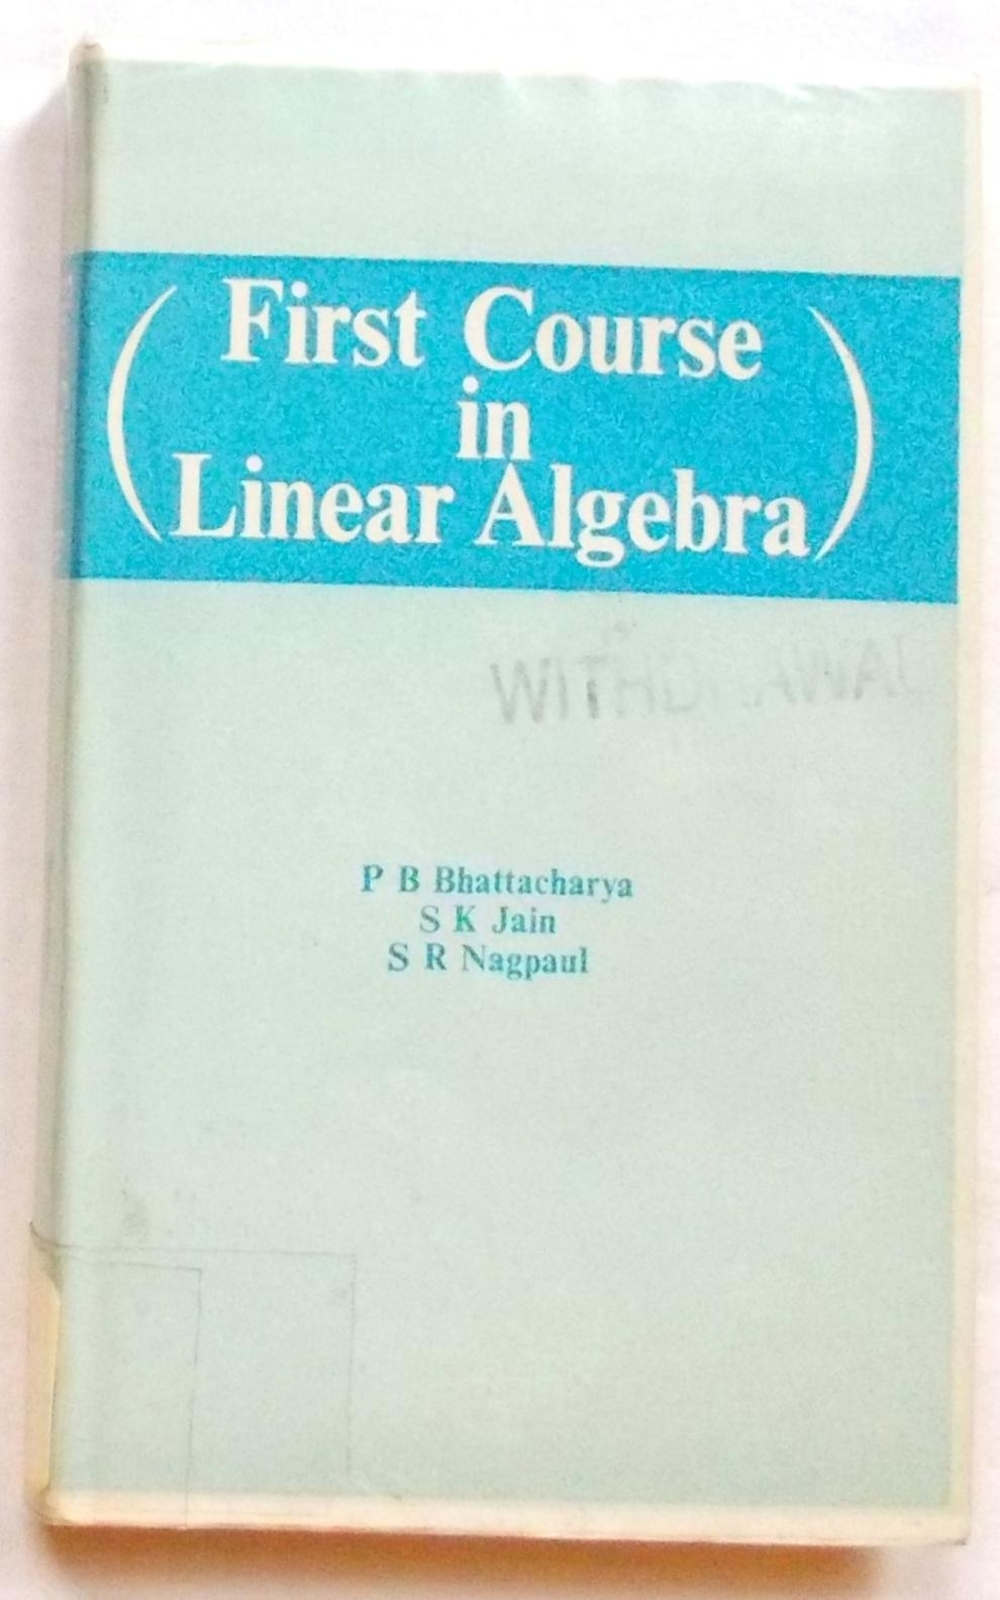 First Course
in
Linear Algebra
WITHDRAWAL
P B Bhattacharya
S K Jain
S R Nagpaul